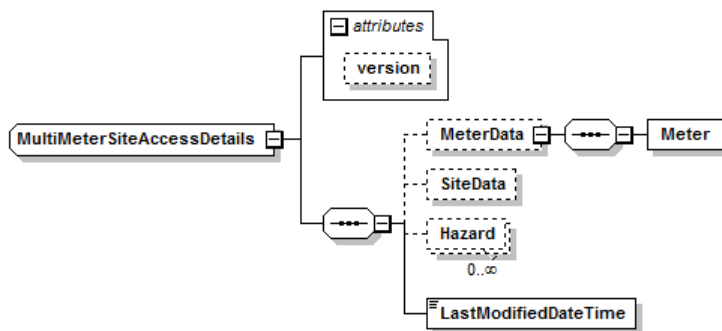 attributes
version
MultiMeterSiteAccessDetails
MeterData
Meter
SiteData
Hazard
0..∞
LastModifiedDateTime